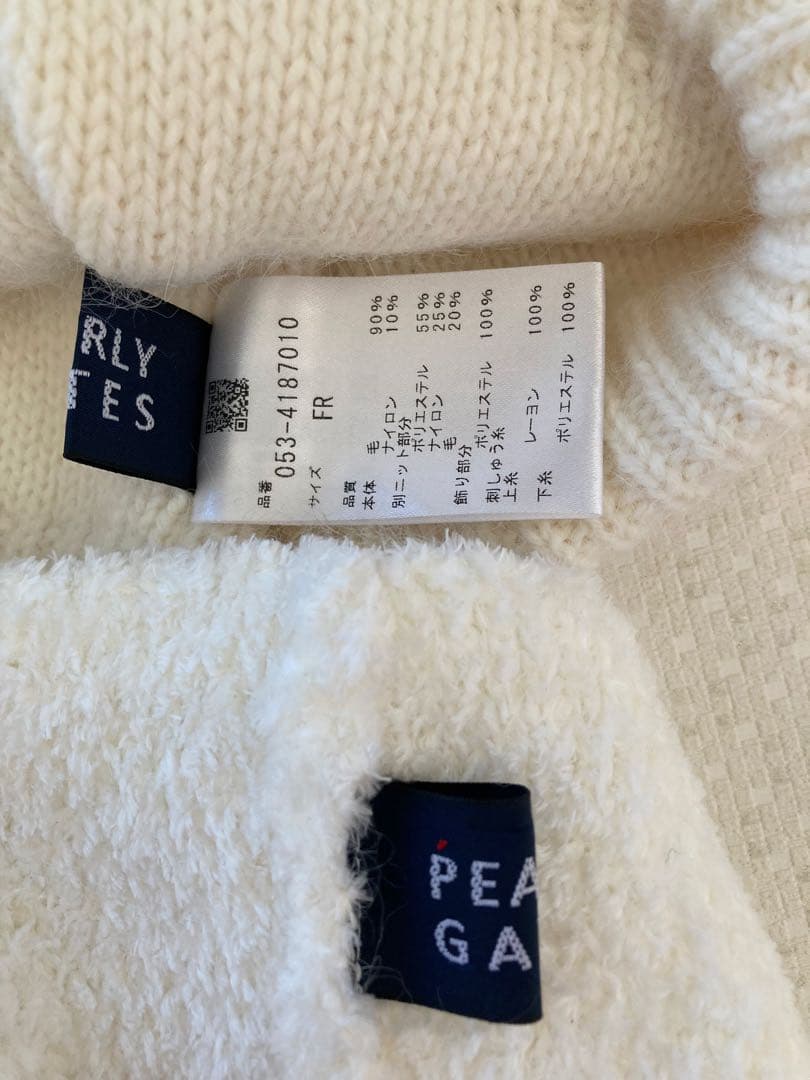 RLY
TES
品番
053-4187010
サイズ FR
品質
本体 毛 90%
ナイロン 10%
別ニット部分
ポリエステル 55%
ナイロン 25%
毛 20%
飾り部分
ポリエステル 100%
刺しゅう糸
上糸 レーヨン 100%
下糸 ポリエステル 100%
PEA
GA